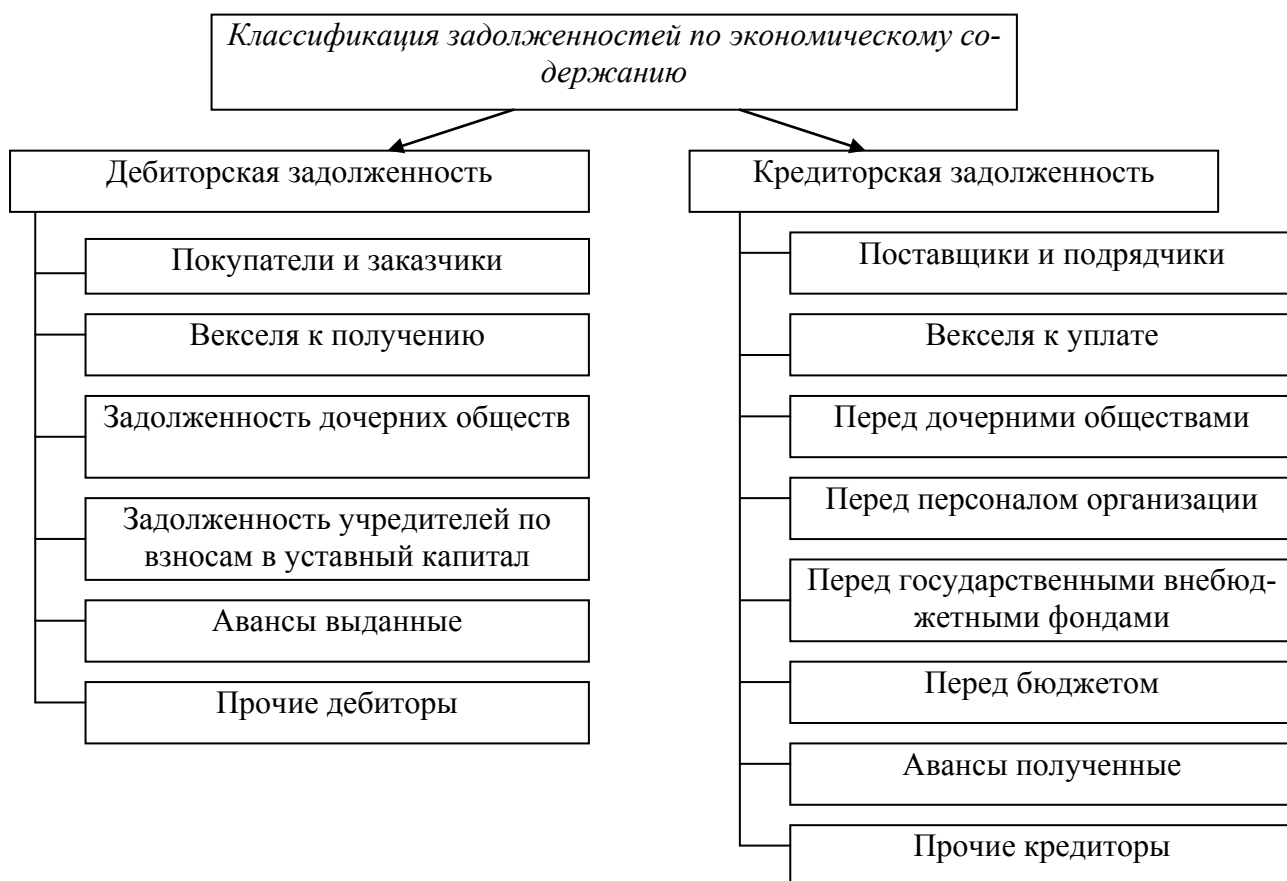 Классификация задолженностей по экономическому со-
держанию
Дебиторская задолженность
Покупатели и заказчики
Векселя к получению
Задолженность дочерних обществ
Задолженность учредителей по
взносам в уставный капитал
Авансы выданные
Прочие дебиторы
Кредиторская задолженность
Поставщики и подрядчики
Векселя к уплате
Перед дочерними обществами
Перед персоналом организации
Перед государственными внебюд-
жетными фондами
Перед бюджетом
Авансы полученные
Прочие кредиторы